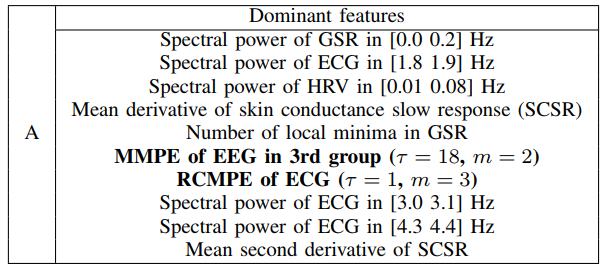 Dominant features
Spectral power of GSR in [0.0 0.2] Hz
Spectral power of ECG in [1.8 1.9] Hz
Spectral power of HRV in [0.01 0.08] Hz
Mean derivative of skin conductance slow response (SCSR)
A
Number of local minima in GSR
MMPE of EEG in 3rd group (τ = 18, m = 2)
RCMPE of ECG (τ = 1, m = 3)
Spectral power of ECG in [3.0 3.1] Hz
Spectral power of ECG in [4.3 4.4] Hz
Mean second derivative of SCSR